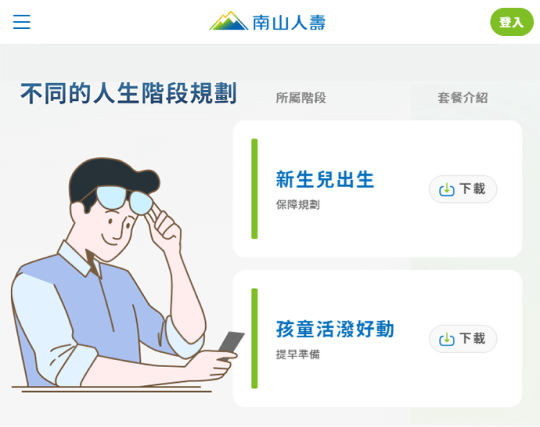 南山人壽
登入
不同的人生階段規劃
所屬階段
套餐介紹
新生兒出生
保障規劃
下載
孩童活潑好動
提早準備
下載